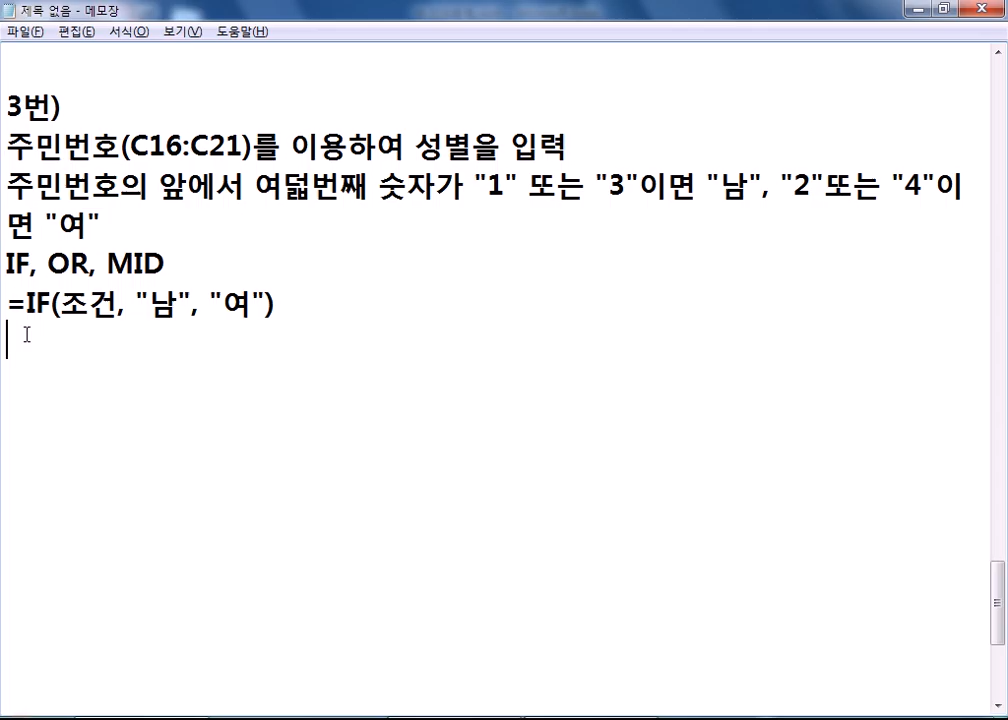 제목 없음 - 메모장
파일(F) 편집(E) 서식(O) 보기(V) 도움말(H)
3번)
주민번호(C16:C21)를 이용하여 성별을 입력
주민번호의 앞에서 여덟번째 숫자가 "1" 또는 "3"이면 "남", "2"또는 "4"이
면 "여"
IF, OR, MID
=IF(조건, "남", "여")